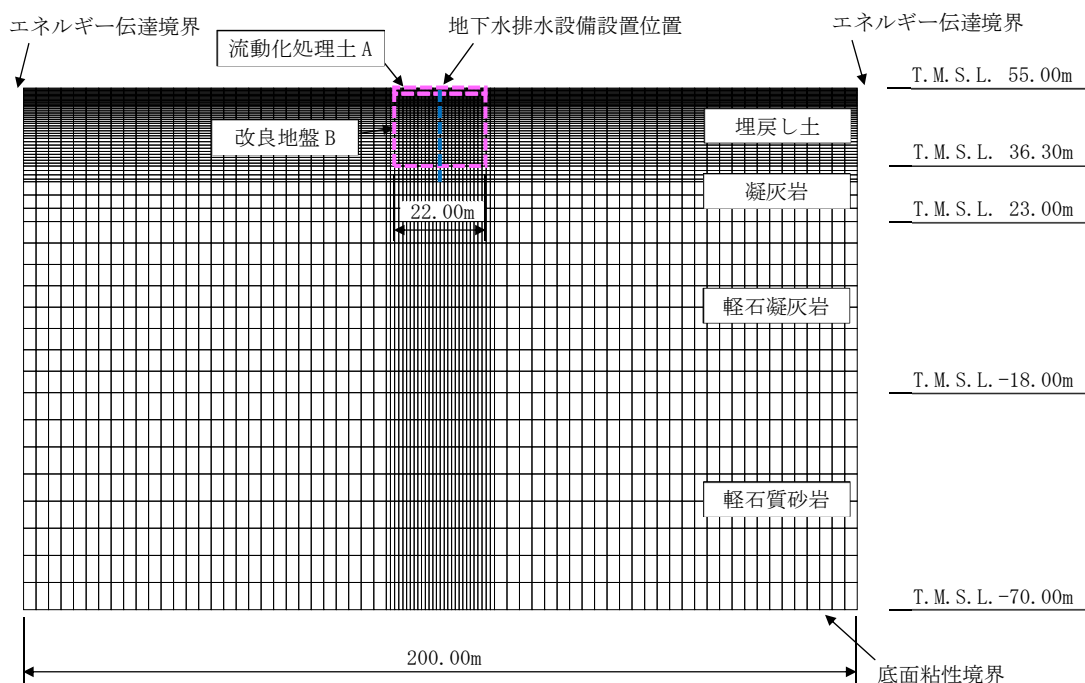 エネルギー伝達境界
地下水排水設備設置位置
エネルギー伝達境界
流動化処理土 A
T.M.S.L. 55.00m
埋戻し土
改良地盤 B
T.M.S.L. 36.30m
凝灰岩
22.00m
T.M.S.L. 23.00m
軽石凝灰岩
T.M.S.L.-18.00m
軽石質砂岩
T.M.S.L.-70.00m
200.00m
底面粘性境界